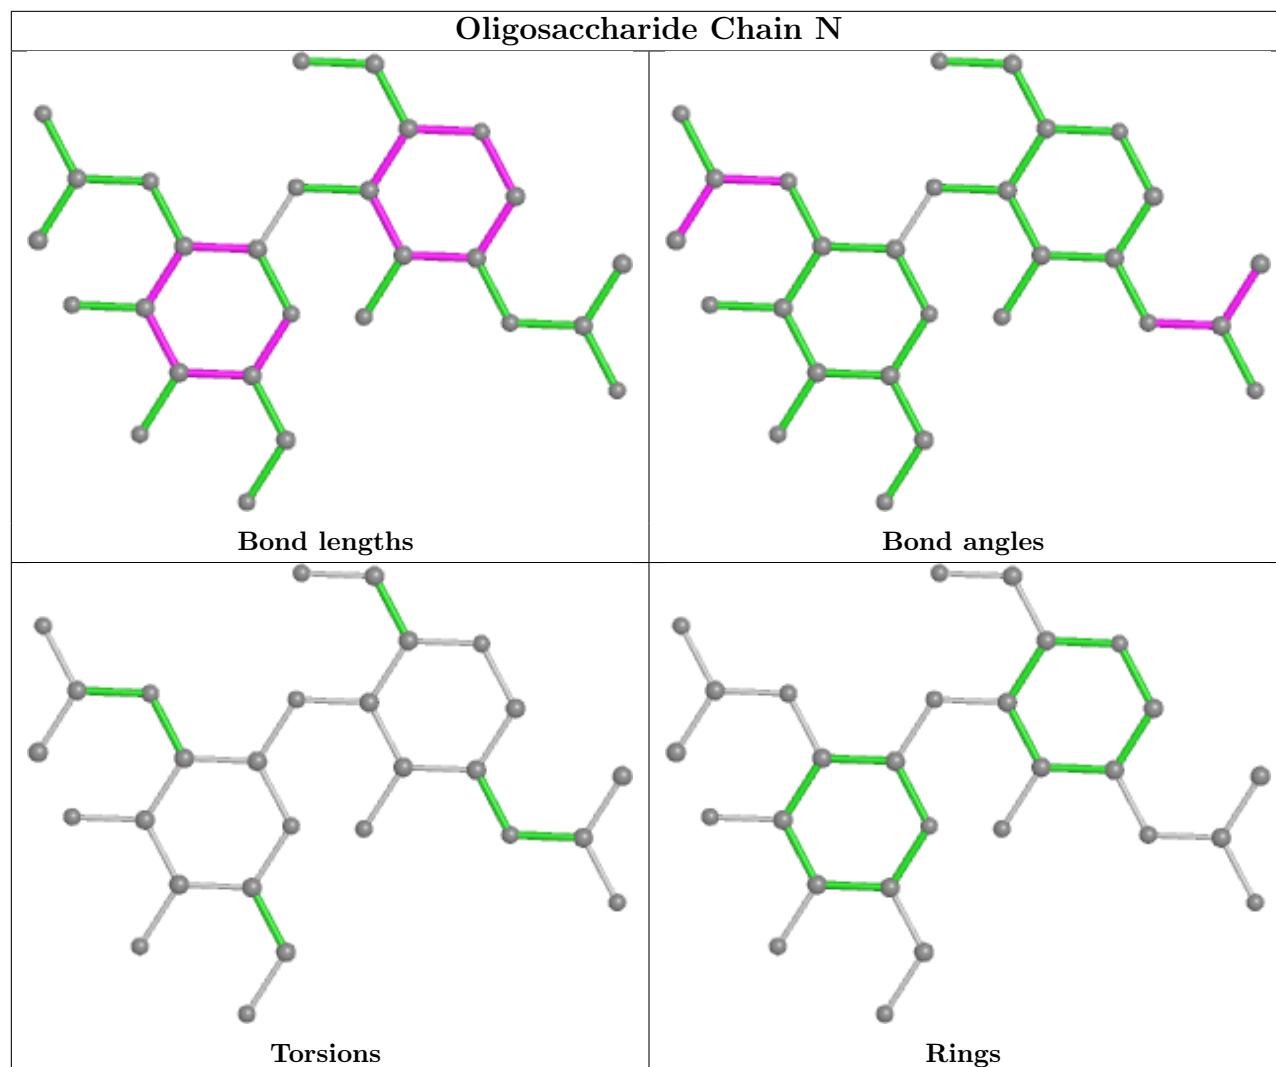 Oligosaccharide Chain N
Bond lengths
Bond angles
Torsions
Rings